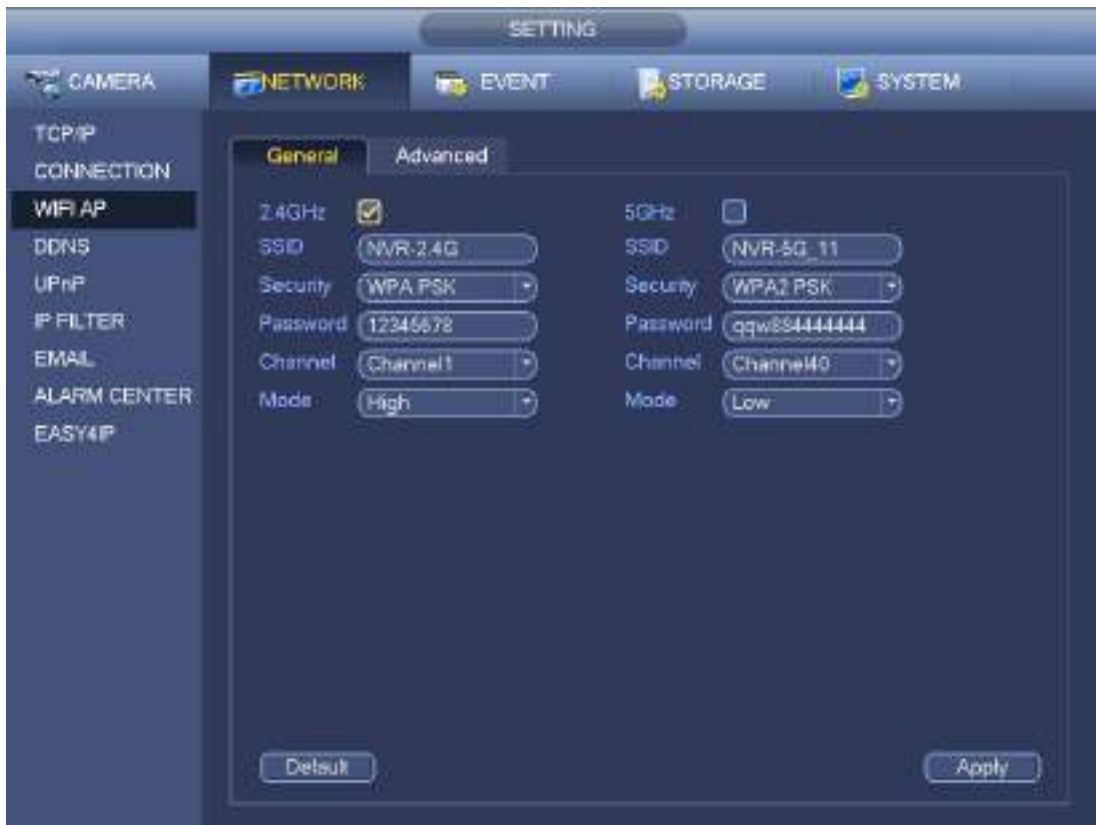 SETTING
CAMERA NETWORK EVENT STORAGE SYSTEM
TCP/IP
CONNECTION
WIFI AP
DDNS
UPnP
IP FILTER
EMAIL
ALARM CENTER
EASY4IP
General Advanced
2.4GHz 5GHz
SSID NVR-2.4G SSID NVR-5G_11
Security WPA PSK Security WPA2 PSK
Password 12345678 Password qqw884444444
Channel Channel1 Channel Channel40
Mode High Mode Low
Default Apply